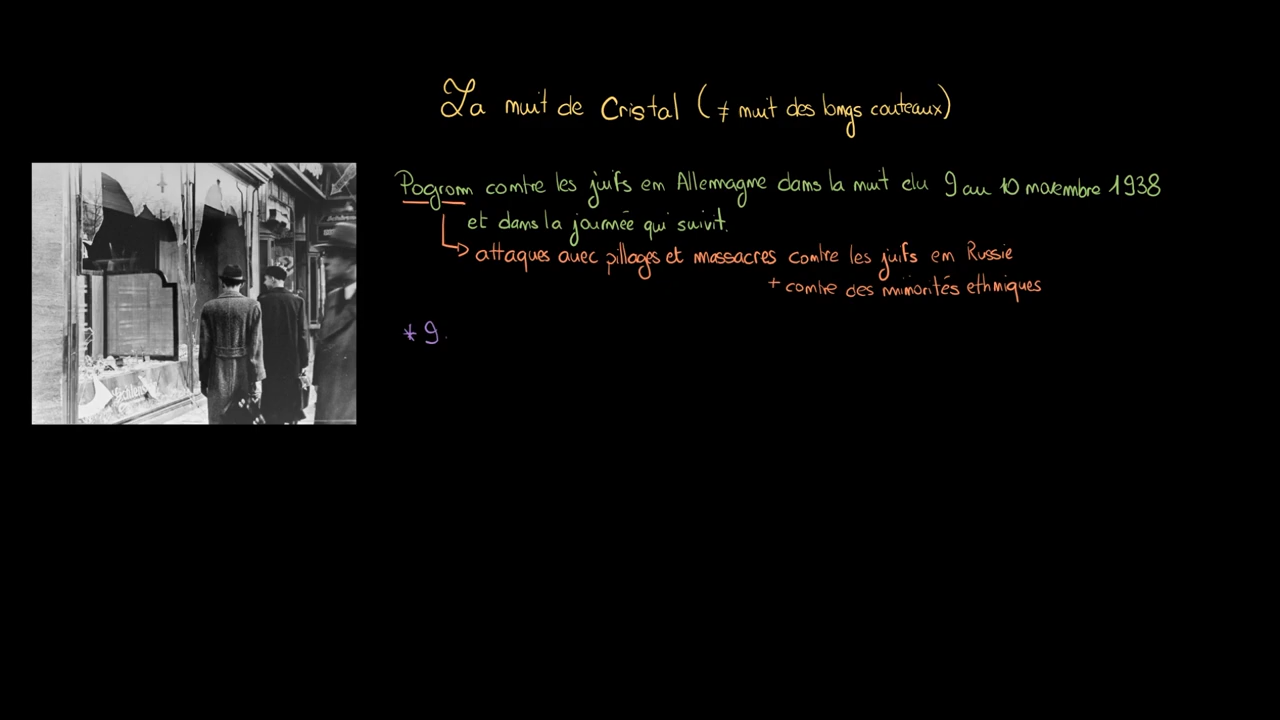 La nuit de Cristal (≠ nuit des longs couteaux)
Pogrom contre les juifs en Allemagne dans la nuit du 9 au 10 novembre 1938
et dans la journée qui suivit.
attaques avec pillages et massacres contre les juifs en Russie
+ contre des minorités ethniques
* 9.